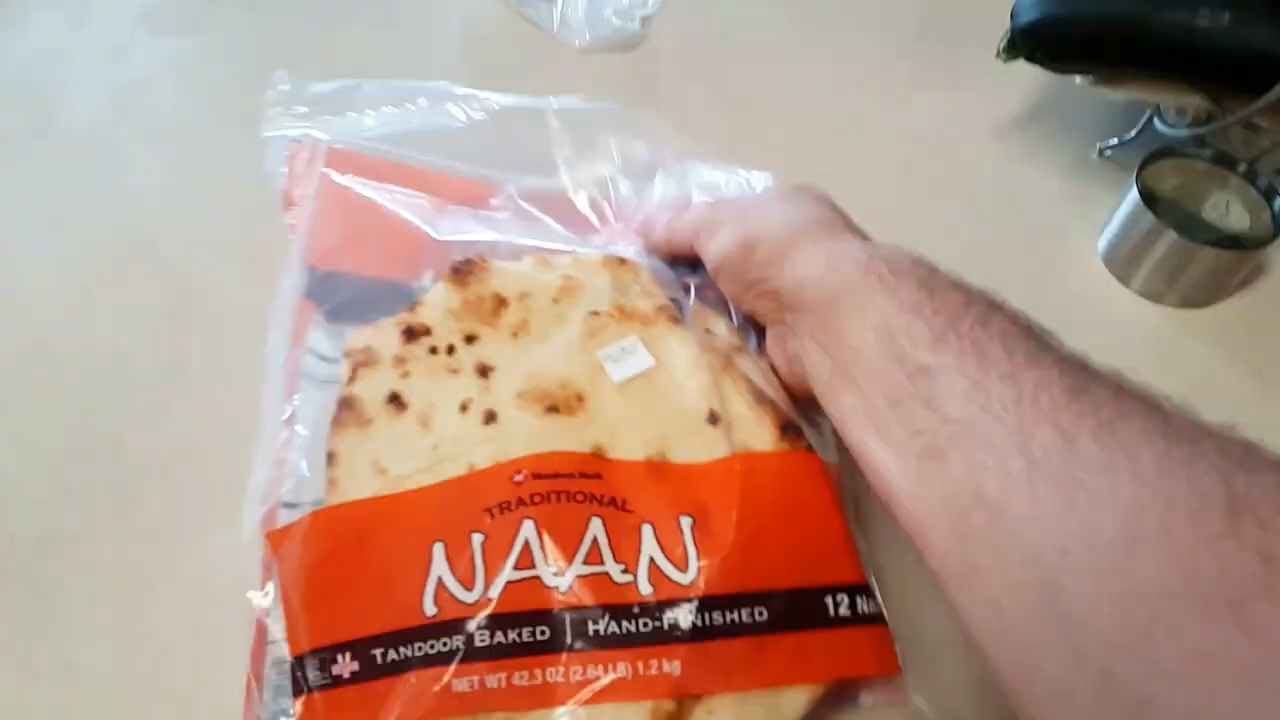 TRADITIONAL
NAAN
TANDOOR BAKED | HAND-FINISHED
12
NET WT 42.3 OZ (2.64 LB) 1.2 kg